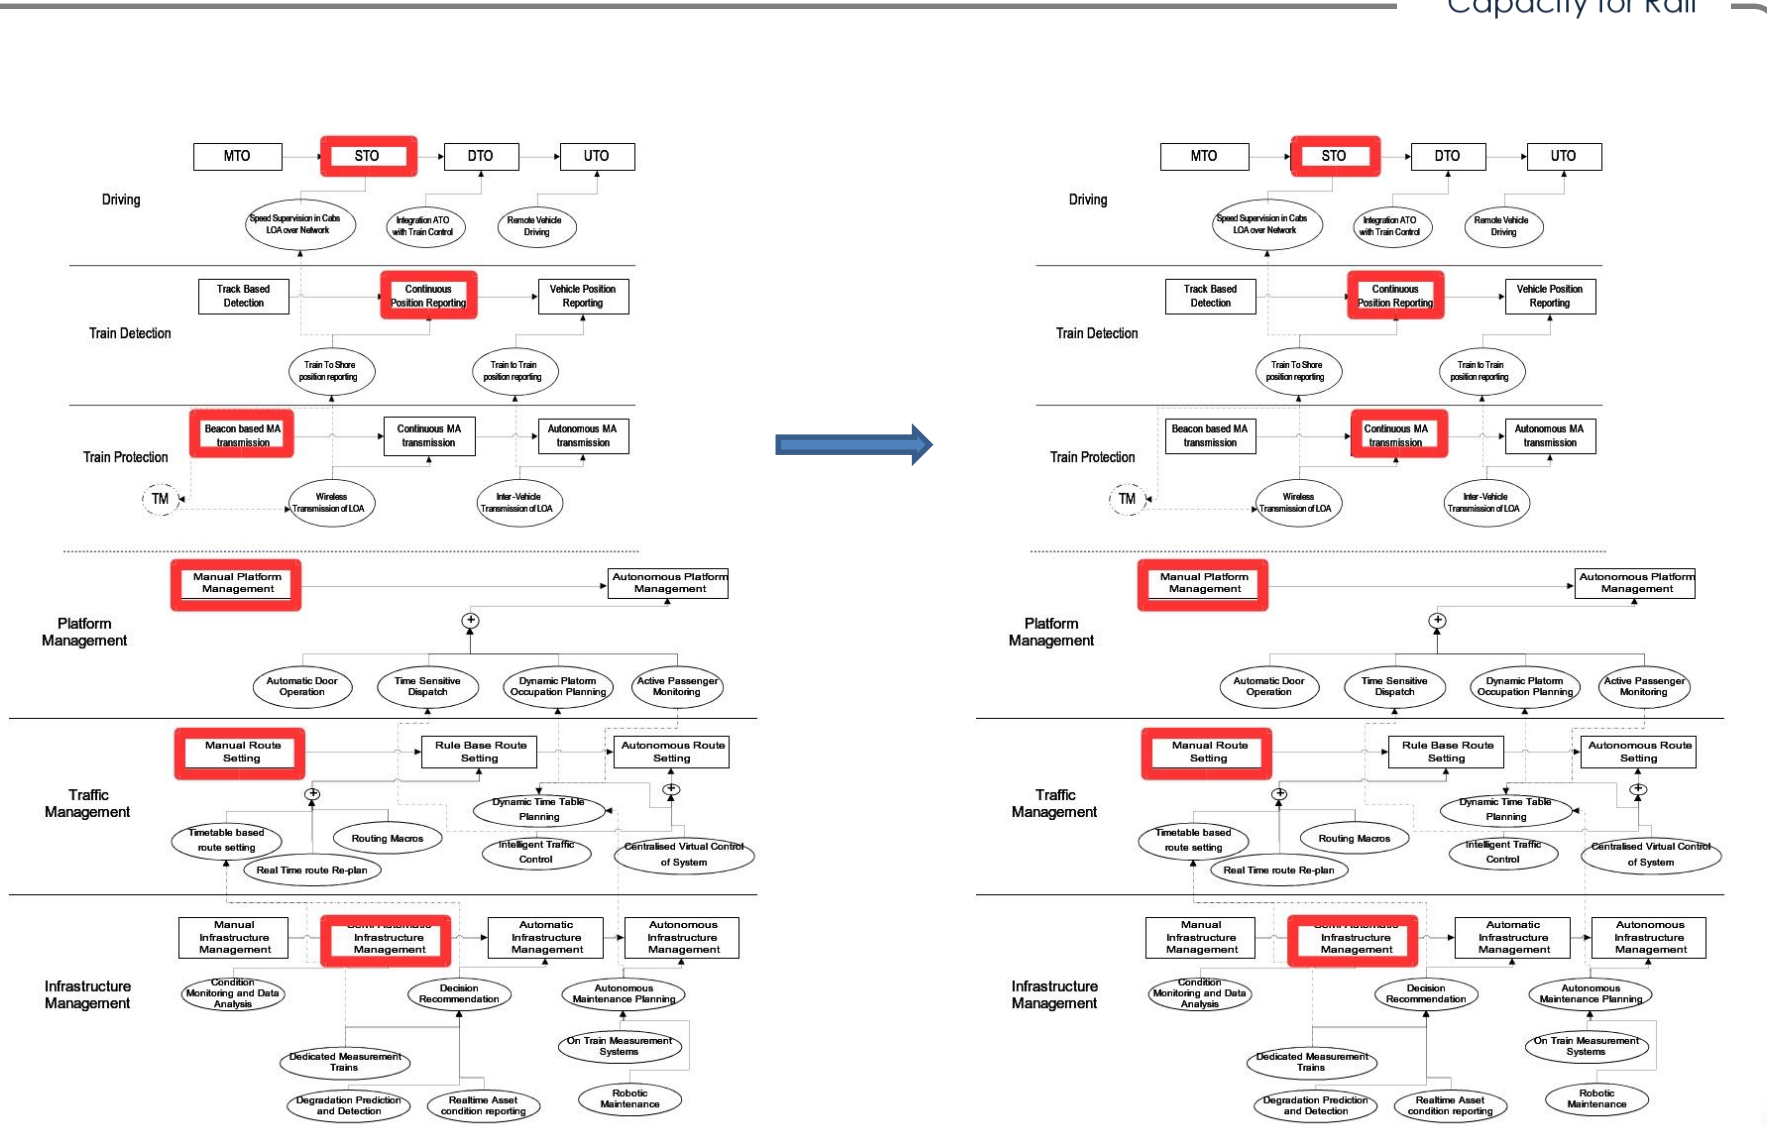 Capacity for Rail
MTO
STO
DTO
UTO
Driving
Speed Supervision in Cabs
LOA over Network
Integration ATO
with Train Control
Remote Vehicle
Driving
Track Based
Detection
Continuous
Position Reporting
Vehicle Position
Reporting
Train Detection
Train To Shore
position reporting
Train to Train
position reporting
Beacon based MA
transmission
Continuous MA
transmission
Autonomous MA
transmission
Train Protection
TM
Wireless
Transmission of LOA
Inter-Vehicle
Transmission of LOA
Manual Platform
Management
Autonomous Platform
Management
+
Platform
Management
Automatic Door
Operation
Time Sensitive
Dispatch
Dynamic Platorm
Occupation Planning
Active Passenger
Monitoring
Manual Route
Setting
Rule Base Route
Setting
Autonomous Route
Setting
+
+
Traffic
Management
Dynamic Time Table
Planning
Timetable based
route setting
Routing Macros
Real Time route Re-plan
Intelligent Traffic
Control
Centralised Virtual Control
of System
Manual
Infrastructure
Management
Semi Automatic
Infrastructure
Management
Automatic
Infrastructure
Management
Autonomous
Infrastructure
Management
Infrastructure
Management
Condition
Monitoring and Data
Analysis
Decision
Recommendation
Autonomous
Maintenance Planning
On Train Measurement
Systems
Dedicated Measurement
Trains
Degradation Prediction
and Detection
Realtime Asset
condition reporting
Robotic
Maintenance
MTO
STO
DTO
UTO
Driving
Speed Supervision in Cabs
LOA over Network
Integration ATO
with Train Control
Remote Vehicle
Driving
Track Based
Detection
Continuous
Position Reporting
Vehicle Position
Reporting
Train Detection
Train To Shore
position reporting
Train to Train
position reporting
Beacon based MA
transmission
Continuous MA
transmission
Autonomous MA
transmission
Train Protection
TM
Wireless
Transmission of LOA
Inter-Vehicle
Transmission of LOA
Manual Platform
Management
Autonomous Platform
Management
+
Platform
Management
Automatic Door
Operation
Time Sensitive
Dispatch
Dynamic Platorm
Occupation Planning
Active Passenger
Monitoring
Manual Route
Setting
Rule Base Route
Setting
Autonomous Route
Setting
+
+
Traffic
Management
Dynamic Time Table
Planning
Timetable based
route setting
Routing Macros
Real Time route Re-plan
Intelligent Traffic
Control
Centralised Virtual Control
of System
Manual
Infrastructure
Management
Semi Automatic
Infrastructure
Management
Automatic
Infrastructure
Management
Autonomous
Infrastructure
Management
Infrastructure
Management
Condition
Monitoring and Data
Analysis
Decision
Recommendation
Autonomous
Maintenance Planning
On Train Measurement
Systems
Dedicated Measurement
Trains
Degradation Prediction
and Detection
Realtime Asset
condition reporting
Robotic
Maintenance